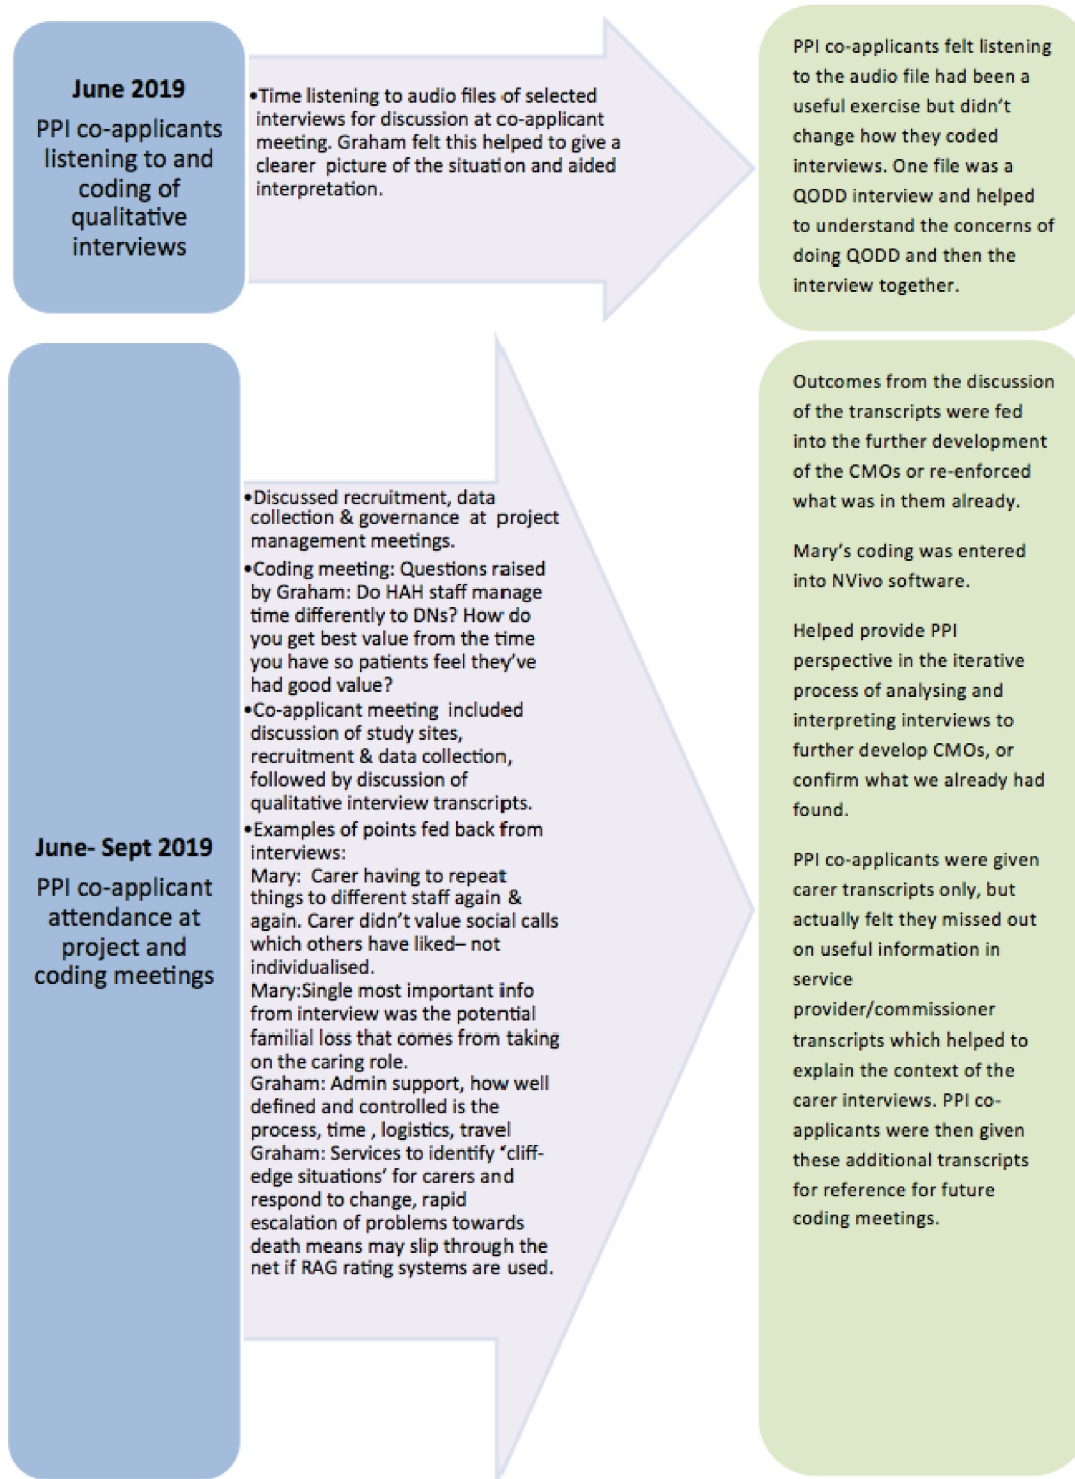 June 2019
PPI co-applicants
listening to and
coding of
qualitative
interviews
•Time listening to audio files of selected
interviews for discussion at co-applicant
meeting. Graham felt this helped to give a
clearer picture of the situation and aided
interpretation.
PPI co-applicants felt listening
to the audio file had been a
useful exercise but didn't
change how they coded
interviews. One file was a
QODD interview and helped
to understand the concerns of
doing QODD and then the
interview together.
June- Sept 2019
PPI co-applicant
attendance at
project and
coding meetings
•Discussed recruitment, data
collection & governance at project
management meetings.
•Coding meeting: Questions raised
by Graham: Do HAH staff manage
time differently to DNs? How do
you get best value from the time
you have so patients feel they've
had good value?
•Co-applicant meeting included
discussion of study sites,
recruitment & data collection,
followed by discussion of
qualitative interview transcripts.
•Examples of points fed back from
interviews:
Mary: Carer having to repeat
things to different staff again &
again. Carer didn't value social calls
which others have liked– not
individualised.
Mary:Single most important info
from interview was the potential
familial loss that comes from taking
on the caring role.
Graham: Admin support, how well
defined and controlled is the
process, time , logistics, travel
Graham: Services to identify 'cliff-
edge situations' for carers and
respond to change, rapid
escalation of problems towards
death means may slip through the
net if RAG rating systems are used.
Outcomes from the discussion
of the transcripts were fed
into the further development
of the CMOs or re-enforced
what was in them already.
Mary's coding was entered
into NVivo software.
Helped provide PPI
perspective in the iterative
process of analysing and
interpreting interviews to
further develop CMOs, or
confirm what we already had
found.
PPI co-applicants were given
carer transcripts only, but
actually felt they missed out
on useful information in
service
provider/commissioner
transcripts which helped to
explain the context of the
carer interviews. PPI co-
applicants were then given
these additional transcripts
for reference for future
coding meetings.